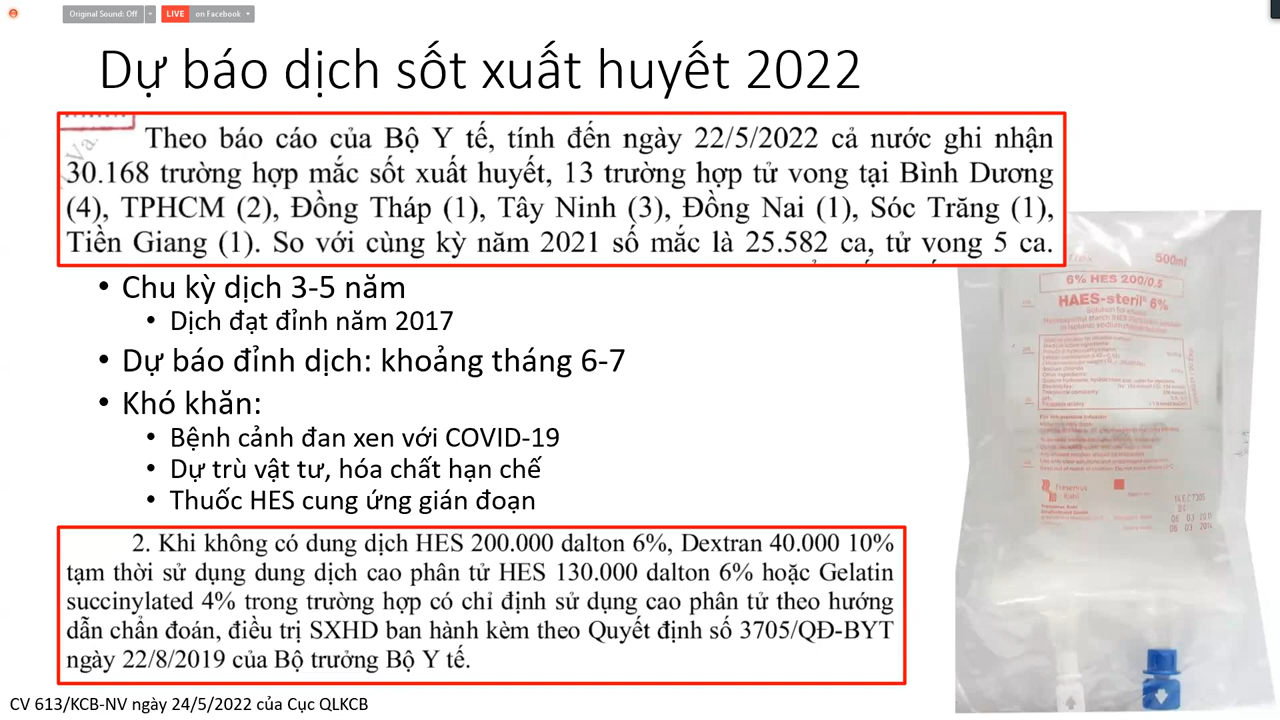 Original Sound: Off
LIVE on Facebook
Dự báo dịch sốt xuất huyết 2022
Theo báo cáo của Bộ Y tế, tính đến ngày 22/5/2022 cả nước ghi nhận
30.168 trường hợp mắc sốt xuất huyết, 13 trường hợp tử vong tại Bình Dương
(4), TPHCM (2), Đồng Tháp (1), Tây Ninh (3), Đồng Nai (1), Sóc Trăng (1),
Tiền Giang (1). So với cùng kỳ năm 2021 số mắc là 25.582 ca, tử vong 5 ca.
• Chu kỳ dịch 3-5 năm
• Dịch đạt đỉnh năm 2017
• Dự báo đỉnh dịch: khoảng tháng 6-7
• Khó khăn:
• Bệnh cảnh đan xen với COVID-19
• Dự trù vật tư, hóa chất hạn chế
• Thuốc HES cung ứng gián đoạn
2. Khi không có dung dịch HES 200.000 dalton 6%, Dextran 40.000 10%
tạm thời sử dụng dung dịch cao phân tử HES 130.000 dalton 6% hoặc Gelatin
succinylated 4% trong trường hợp có chỉ định sử dụng cao phân tử theo hướng
dẫn chẩn đoán, điều trị SXHD ban hành kèm theo Quyết định số 3705/QĐ-BYT
ngày 22/8/2019 của Bộ trưởng Bộ Y tế.
CV 613/KCB-NV ngày 24/5/2022 của Cục QLKCB
500ml
6% HES 200/0.5
HAES-steril® 6%
Solution for infusion
Fresenius
Kabi